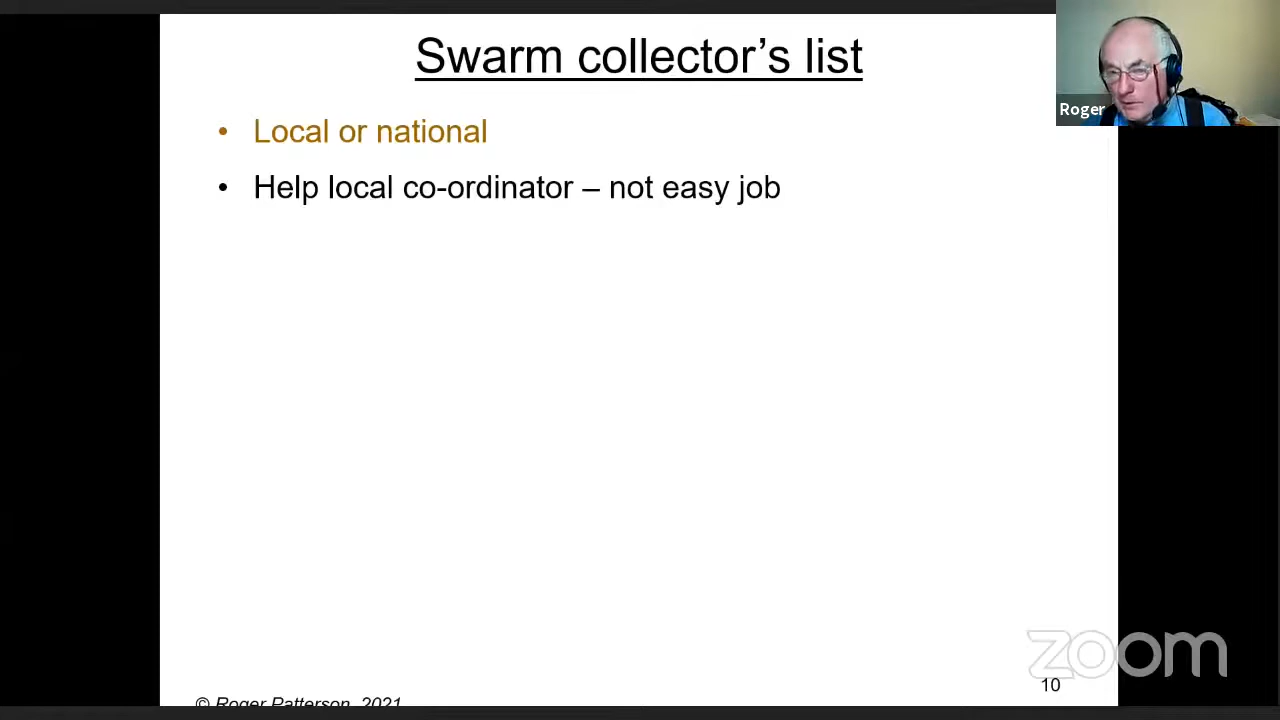 Swarm collector's list
Roger
• Local or national
• Help local co-ordinator – not easy job
zoom
10
© Roger Patterson, 2021